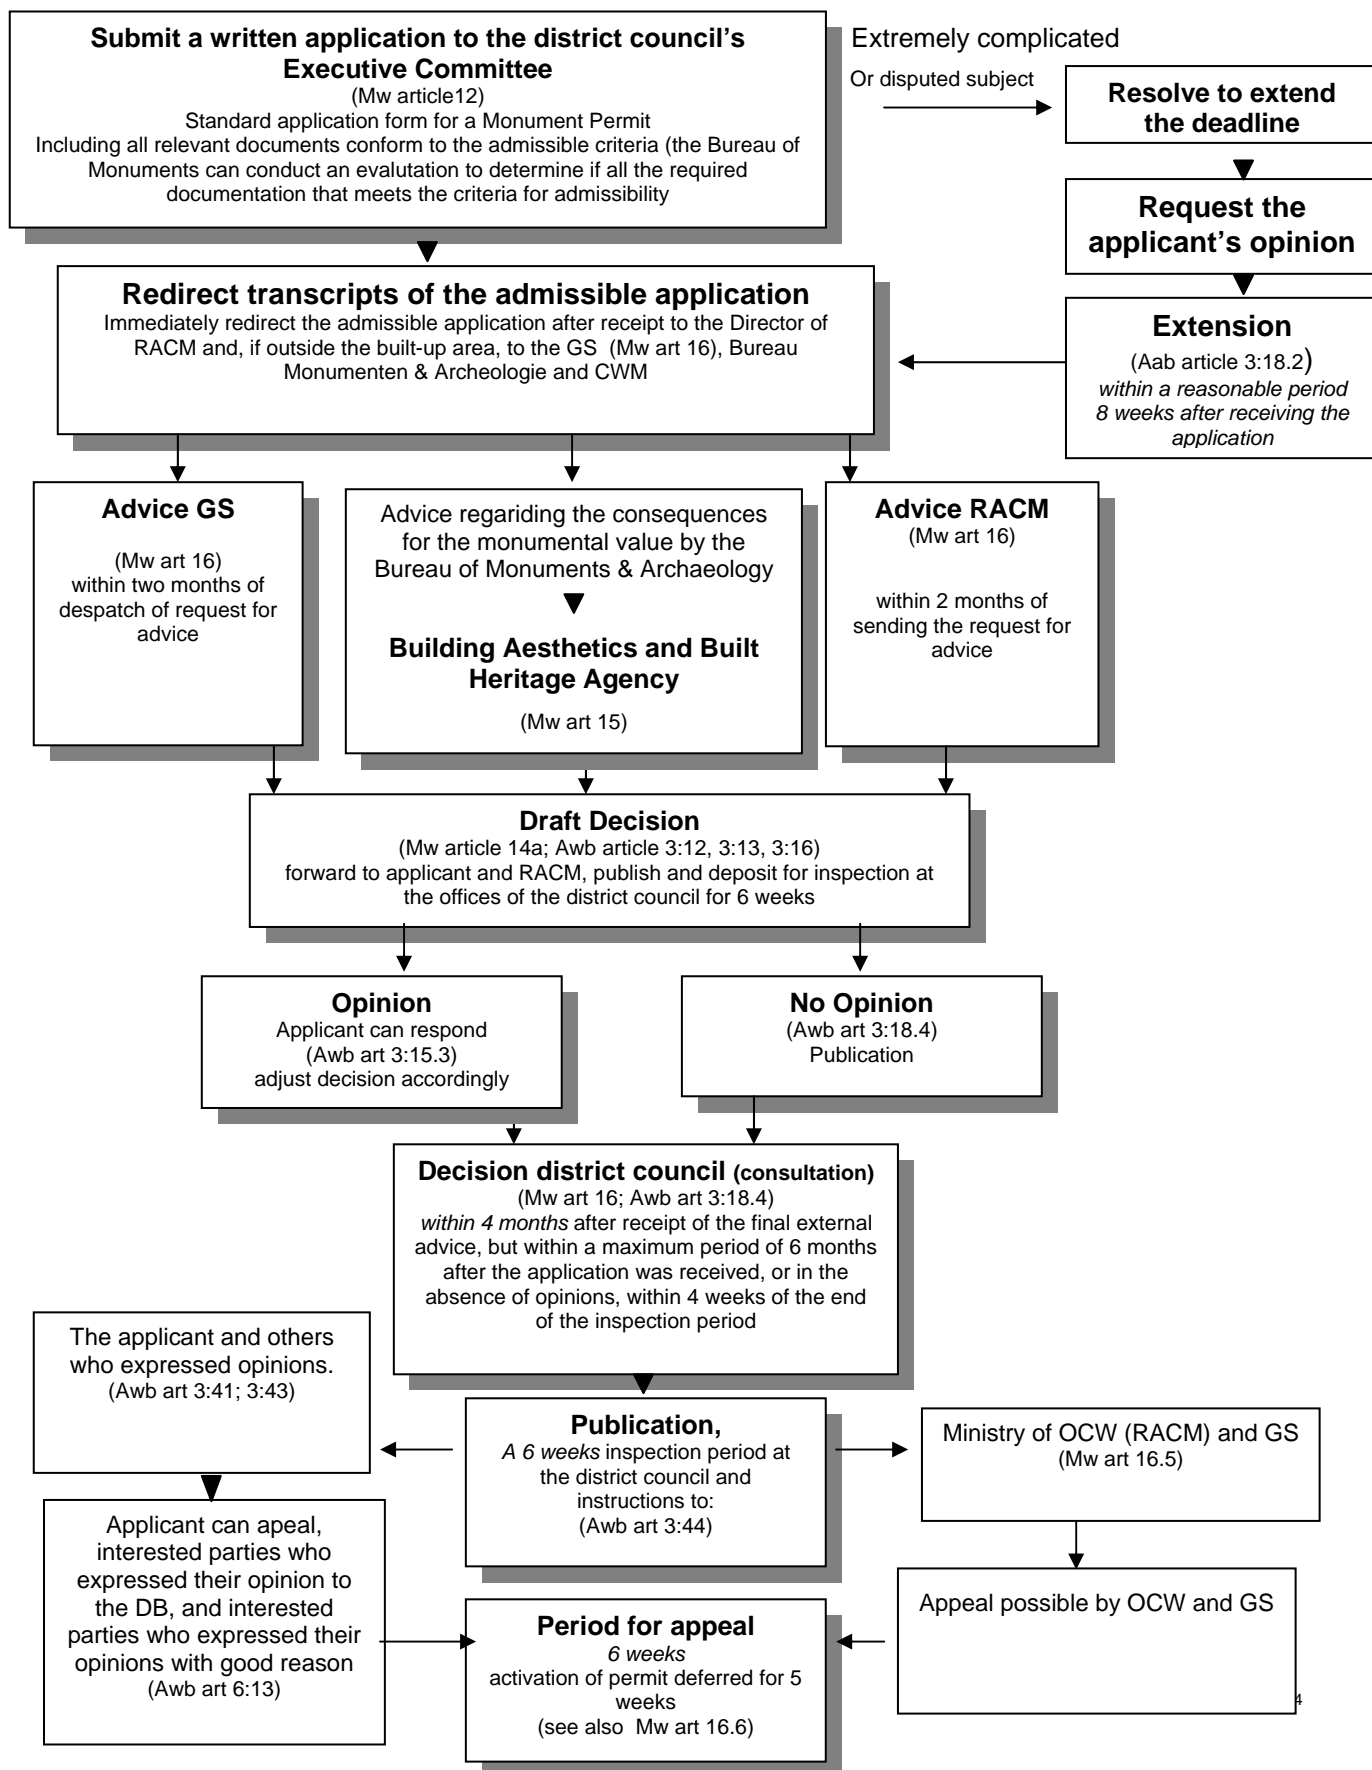 Submit a written application to the district council's
Executive Committee
(Mw article12)
Standard application form for a Monument Permit
Including all relevant documents conform to the admissible criteria (the Bureau of
Monuments can conduct an evalutation to determine if all the required
documentation that meets the criteria for admissibility
Extremely complicated
Or disputed subject
Resolve to extend
the deadline
Request the
applicant's opinion
Extension
(Aab article 3:18.2)
within a reasonable period
8 weeks after receiving the
application
Redirect transcripts of the admissible application
Immediately redirect the admissible application after receipt to the Director of
RACM and, if outside the built-up area, to the GS (Mw art 16), Bureau
Monumenten & Archeologie and CWM
Advice GS
(Mw art 16)
within two months of
despatch of request for
advice
Advice regariding the consequences
for the monumental value by the
Bureau of Monuments & Archaeology
Building Aesthetics and Built
Heritage Agency
(Mw art 15)
Advice RACM
(Mw art 16)
within 2 months of
sending the request for
advice
Draft Decision
(Mw article 14a; Awb article 3:12, 3:13, 3:16)
forward to applicant and RACM, publish and deposit for inspection at
the offices of the district council for 6 weeks
Opinion
Applicant can respond
(Awb art 3:15.3)
adjust decision accordingly
No Opinion
(Awb art 3:18.4)
Publication
Decision district council (consultation)
(Mw art 16; Awb art 3:18.4)
within 4 months after receipt of the final external
advice, but within a maximum period of 6 months
after the application was received, or in the
absence of opinions, within 4 weeks of the end
of the inspection period
The applicant and others
who expressed opinions.
(Awb art 3:41; 3:43)
Publication,
A 6 weeks inspection period at
the district council and
instructions to:
(Awb art 3:44)
Ministry of OCW (RACM) and GS
(Mw art 16.5)
Applicant can apeal,
interested parties who
expressed their opinion to
the DB, and interested
parties who expressed their
opinions with good reason
(Awb art 6:13)
Period for appeal
6 weeks
activation of permit deferred for 5
weeks
(see also Mw art 16.6)
Appeal possible by OCW and GS
4